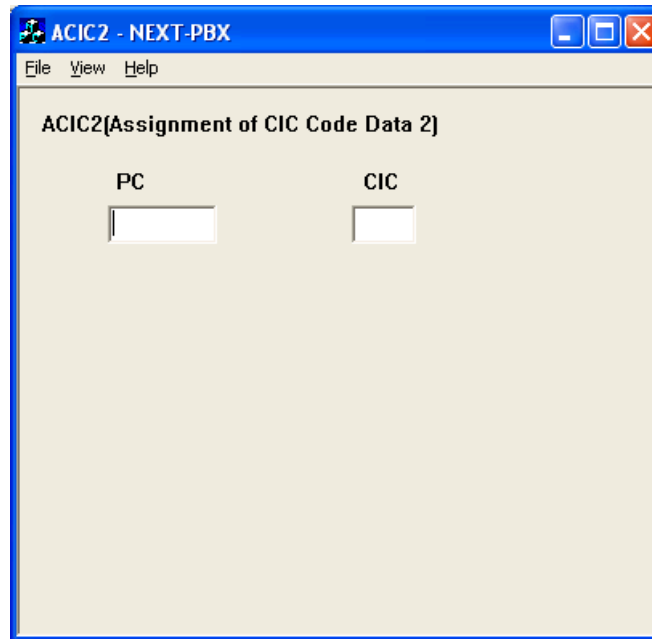 ACIC2 - NEXT-PBX
File View Help
ACIC2(Assignment of CIC Code Data 2)
PC CIC